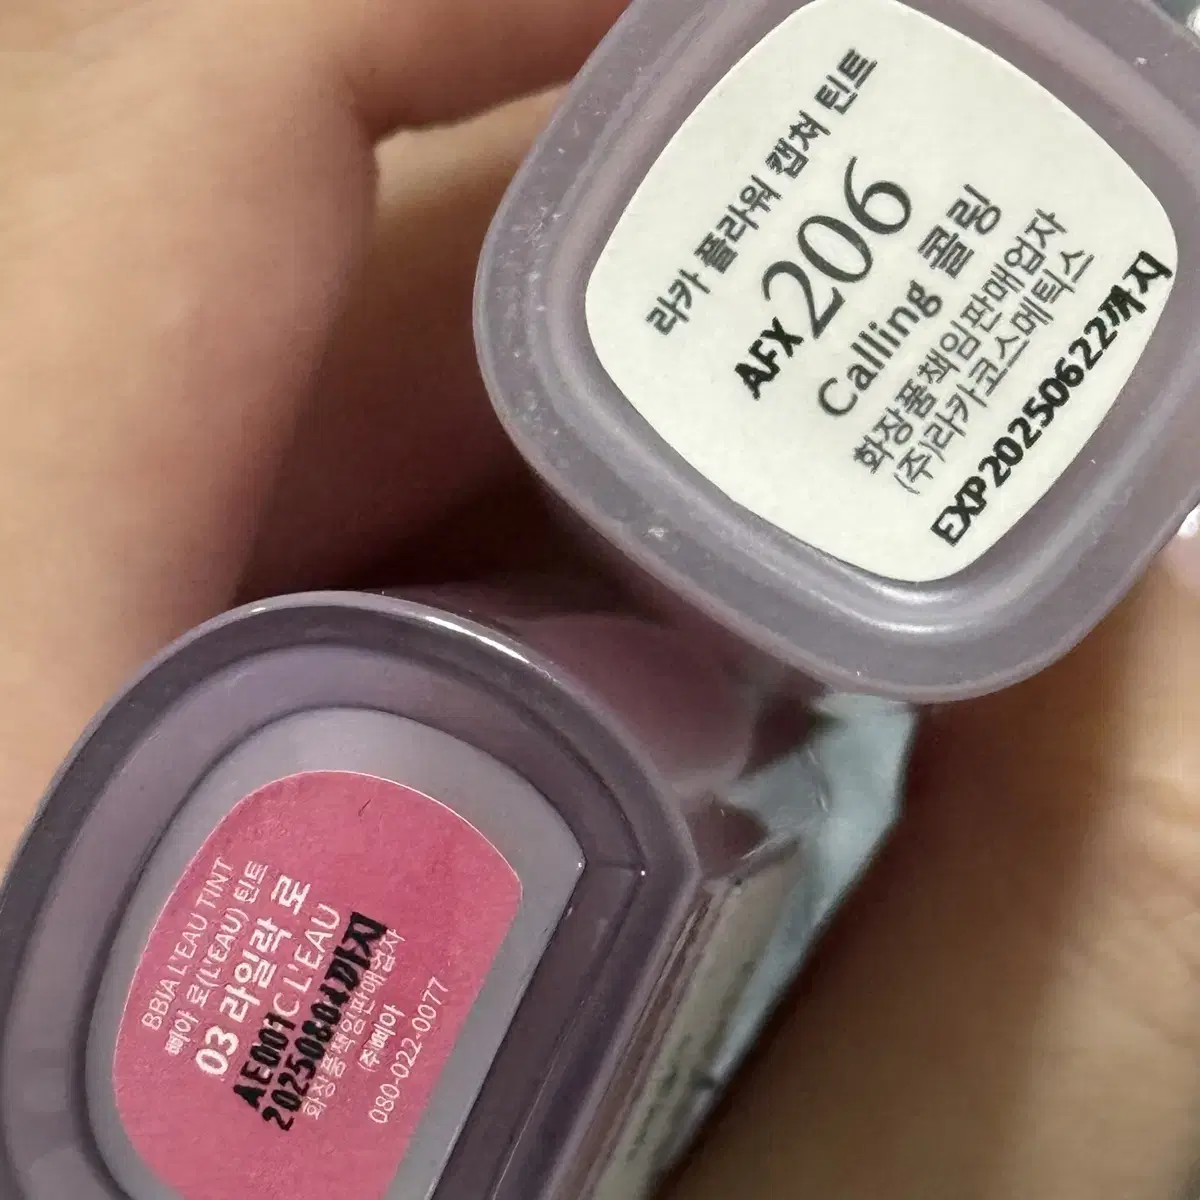 라카 플라워 캡쳐 틴트
AFX 206
Calling 콜링
화장품책임판매업자
(주)라카코스메틱스
EXP20250622까지
BBIA L'EAU TINT
삐아 로(L'EAU) 틴트
03 라일락 로
AE001C L'EAU
20250804까지
화장품책임판매업자
(주)삐아
080-022-0077